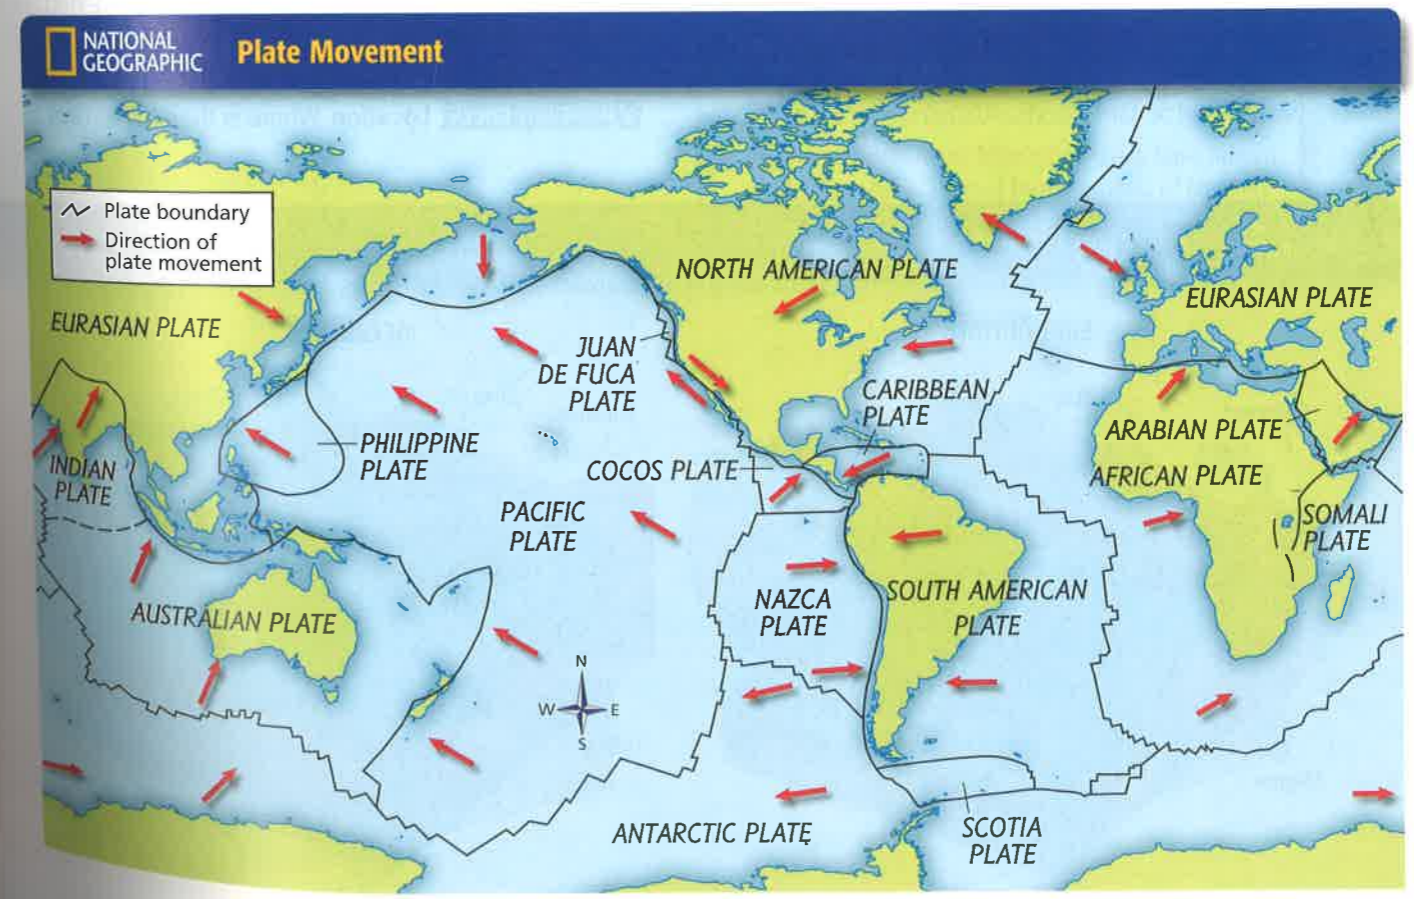 NATIONAL
GEOGRAPHIC
Plate Movement
Plate boundary
Direction of
plate movement
NORTH AMERICAN PLATE
EURASIAN PLATE
EURASIAN PLATE
JUAN
DE FUCA
PLATE
CARIBBEAN
PLATE
ARABIAN PLATE
PHILIPPINE
PLATE
COCOS PLATE
AFRICAN PLATE
INDIAN
PLATE
PACIFIC
PLATE
SOMALI
PLATE
NAZCA
PLATE
SOUTH AMERICAN
PLATE
AUSTRALIAN PLATE
N
W
E
S
ANTARCTIC PLATE
SCOTIA
PLATE